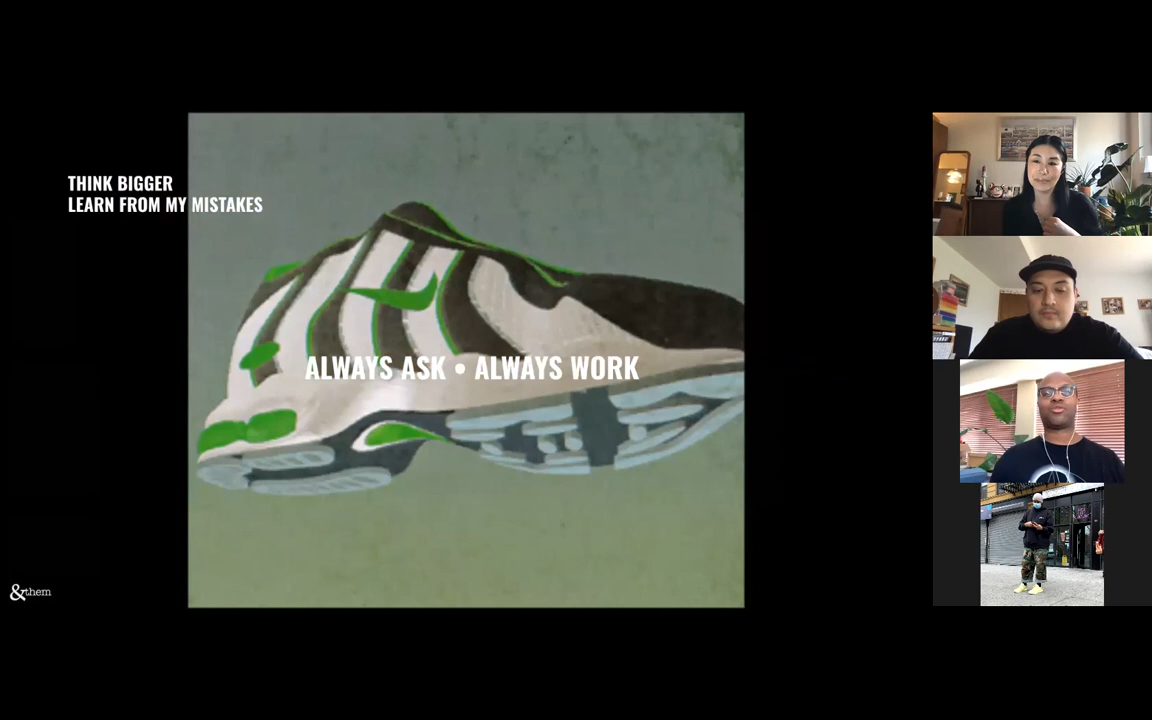 THINK BIGGER
LEARN FROM MY MISTAKES
ALWAYS ASK • ALWAYS WORK
&them